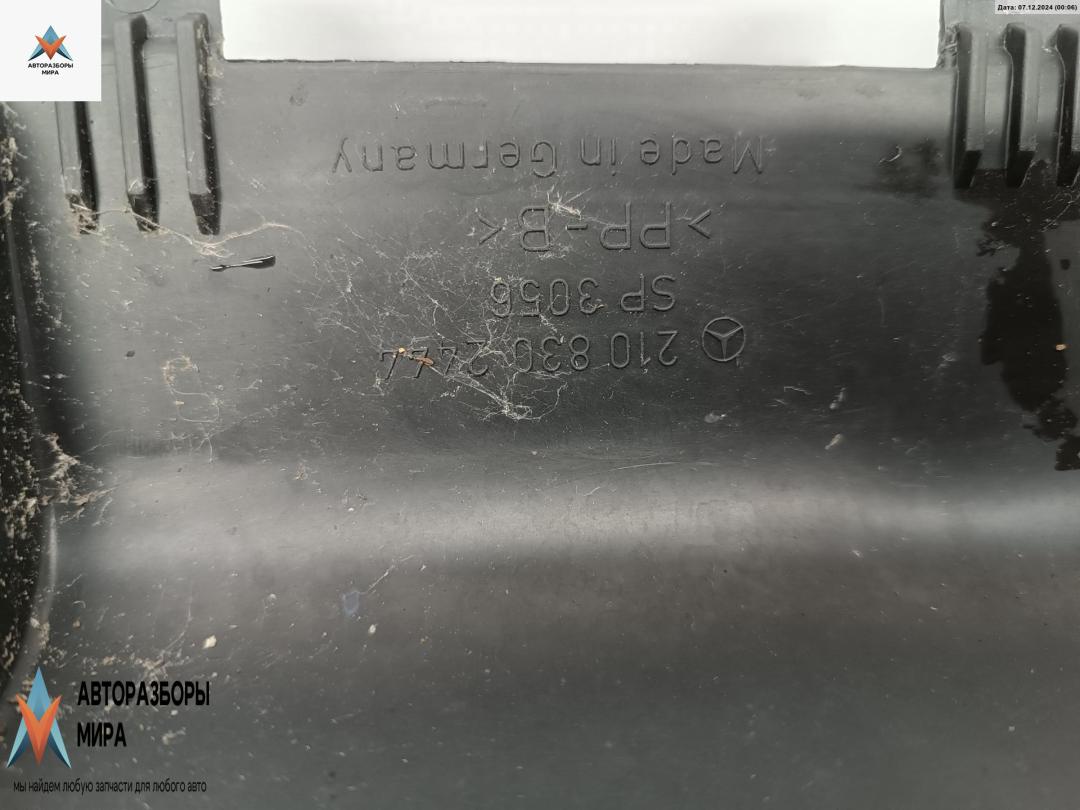 Дата: 07.12.2024 (00:06)
АВТОРАЗБОРЫ
МИРА
210 830 2444
SP 3056
>PP-B<
Made in Germany
АВТОРАЗБОРЫ
МИРА
мы найдем любую запчасти для любого авто